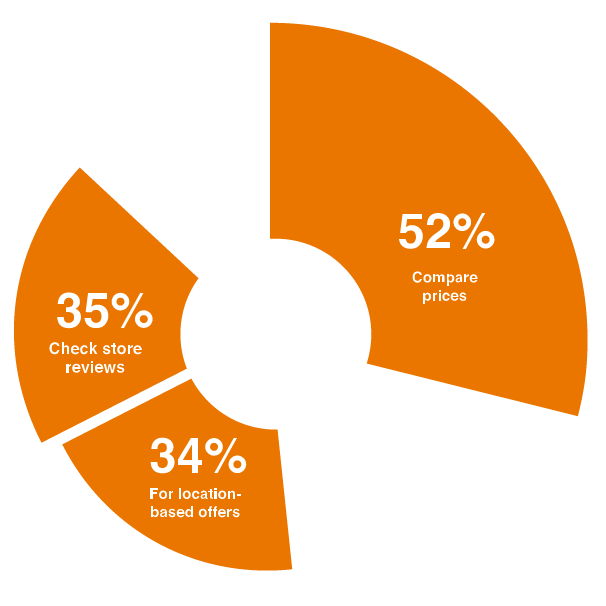 52%
Compare
prices
35%
Check store
reviews
34%
For location-
based offers